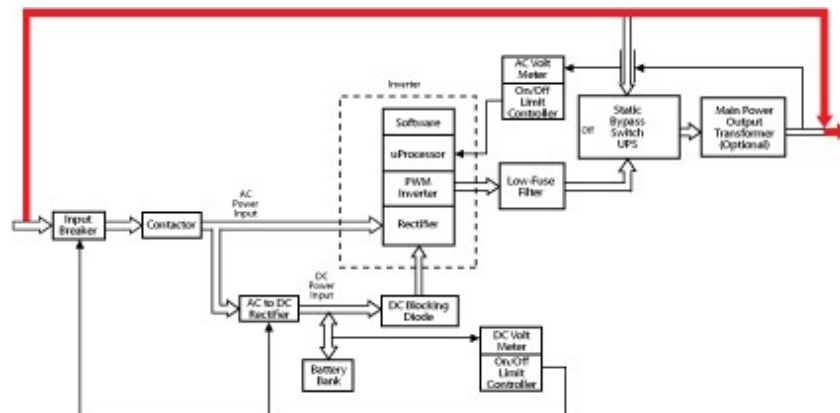 Inverter
Software
uProcessor
PWM
Inverter
Rectifier
AC Volt
Meter
On/Off
Limit
Controller
Off
Static
Bypass
Switch
UPS
Main Power
Output
Transformer
(Optional)
Low-Fuse
Filter
AC
Power
Input
Input
Breaker
Contactor
DC
Power
Input
AC to DC
Rectifier
DC Blocking
Diode
Battery
Bank
DC Volt
Meter
On/Off
Limit
Controller